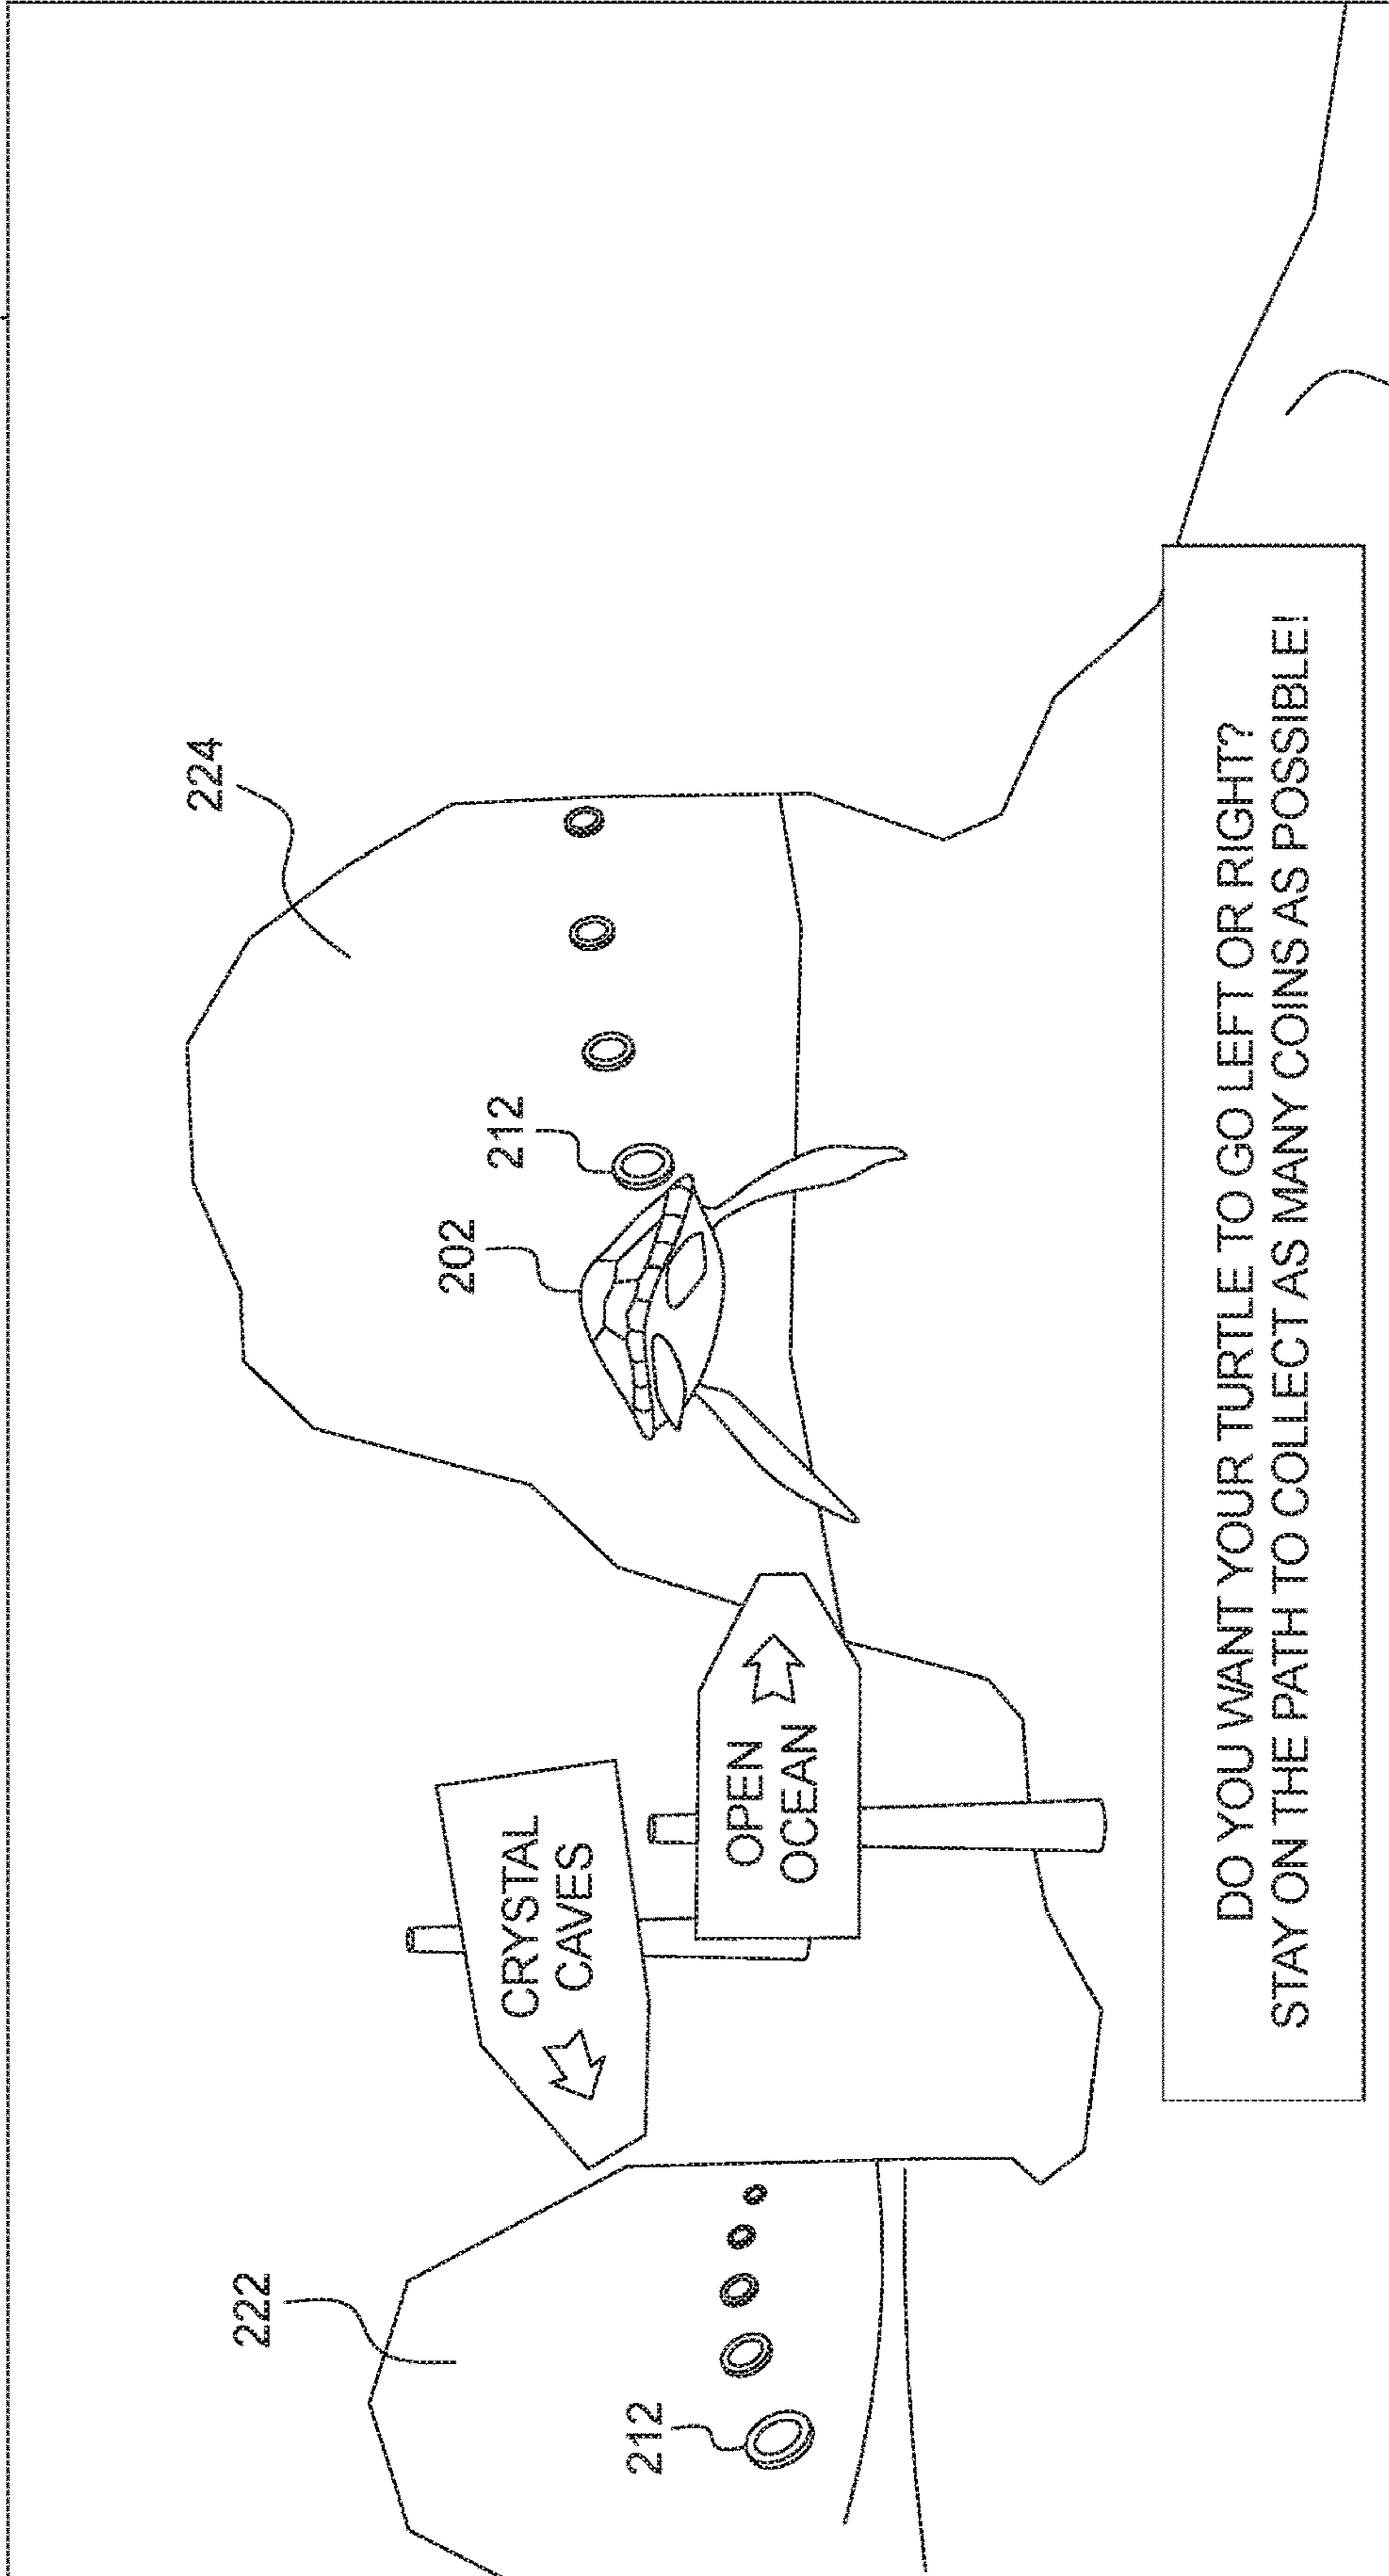 222
224
212
202
212
CRYSTAL
CAVES
OPEN
OCEAN
DO YOU WANT YOUR TURTLE TO GO LEFT OR RIGHT?
STAY ON THE PATH TO COLLECT AS MANY COINS AS POSSIBLE!